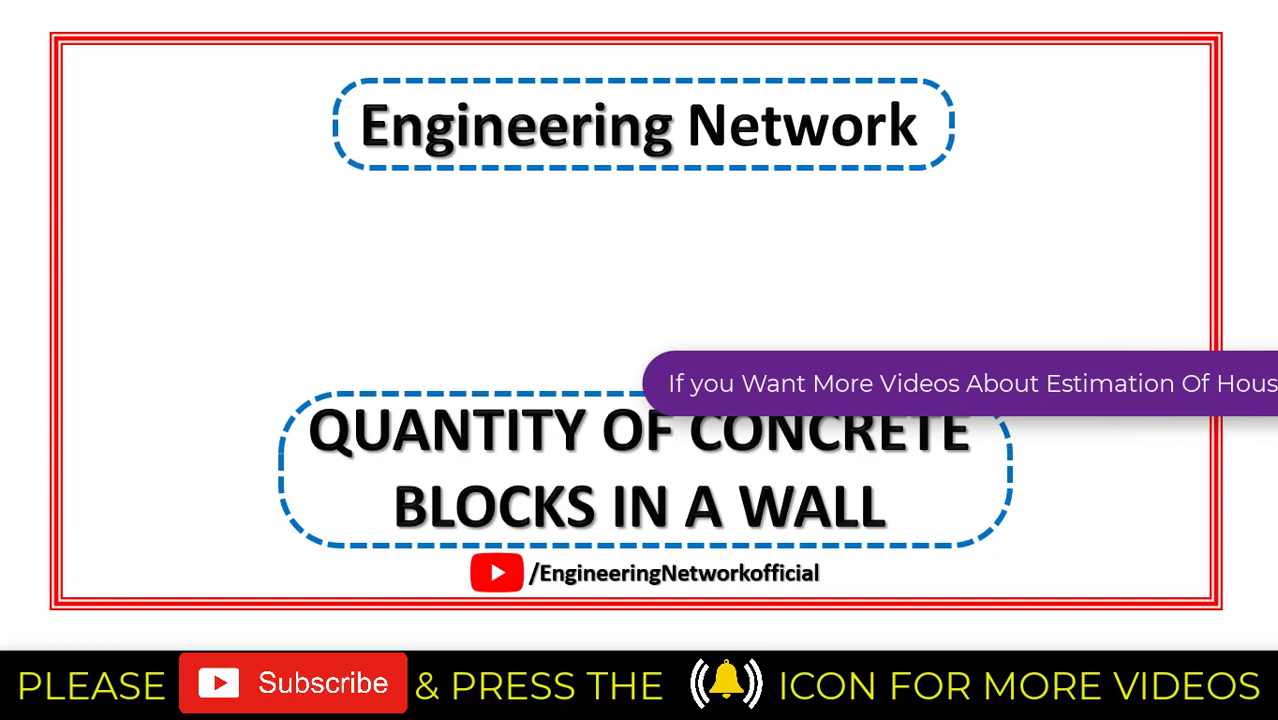 Engineering Network
If you Want More Videos About Estimation Of
QUANTITY OF CONCRETE
BLOCKS IN A WALL
/EngineeringNetworkofficial
PLEASE Subscribe & PRESS THE ICON FOR MORE VIDEOS